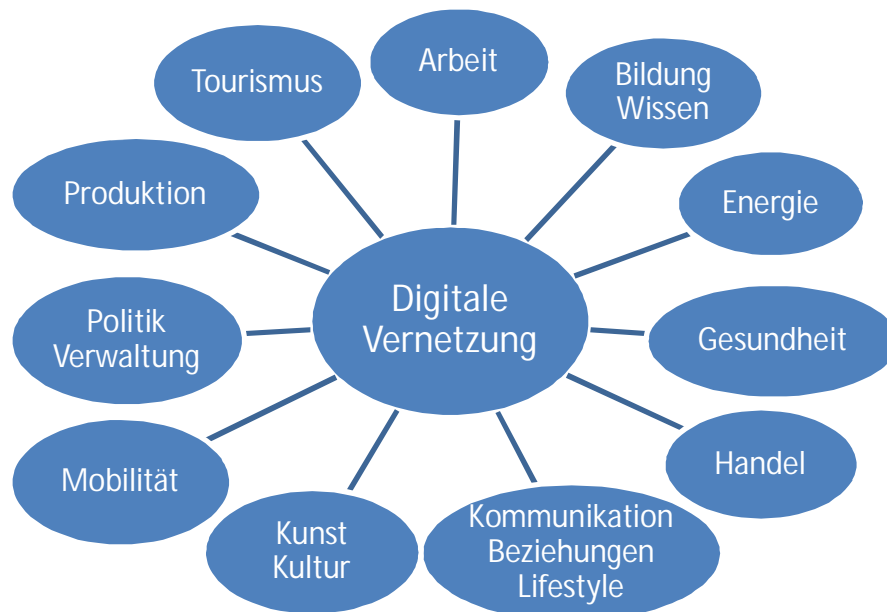 Arbeit
Bildung
Wissen
Tourismus
Energie
Produktion
Digitale
Vernetzung
Politik
Verwaltung
Gesundheit
Handel
Mobilität
Kunst
Kultur
Kommunikation
Beziehungen
Lifestyle